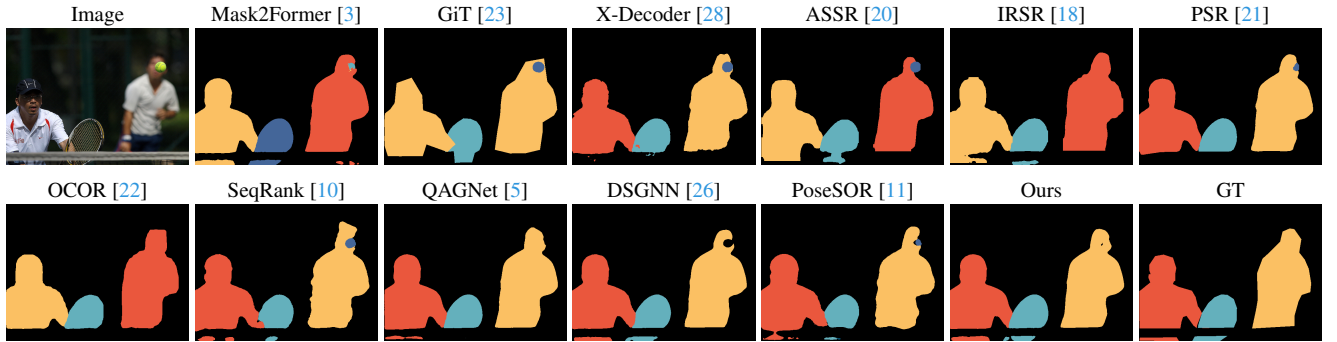 Image Mask2Former [3] GiT [23] X-Decoder [28] ASSR [20] IRSR [18] PSR [21]
OCOR [22] SeqRank [10] QAGNet [5] DSGNN [26] PoseSOR [11] Ours GT